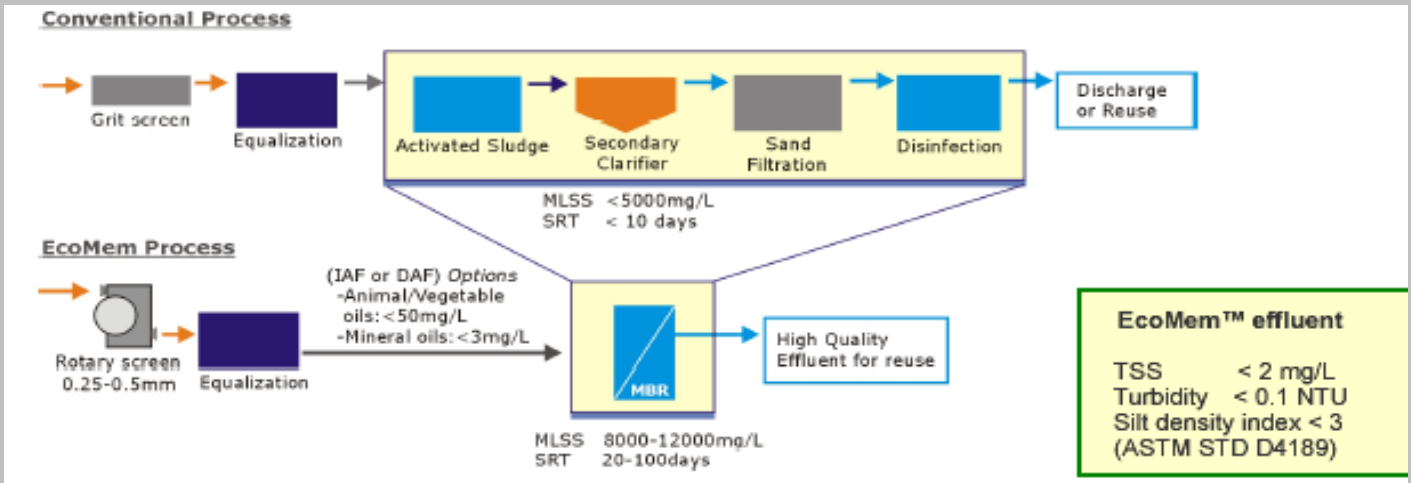 Conventional Process
Grit screen
Equalization
Activated Sludge
Secondary
Clarifier
Sand
Filtration
Disinfection
Discharge
or Reuse
MLSS <5000mg/L
SRT < 10 days
EcoMem Process
(IAF or DAF) Options
-Animal/Vegetable
oils:<50mg/L
-Mineral oils:<3mg/L
Rotary screen
0.25-0.5mm
Equalization
MBR
High Quality
Effluent for reuse
MLSS 8000-12000mg/L
SRT 20-100days
EcoMem™ effluent
TSS < 2 mg/L
Turbidity < 0.1 NTU
Silt density index < 3
(ASTM STD D4189)